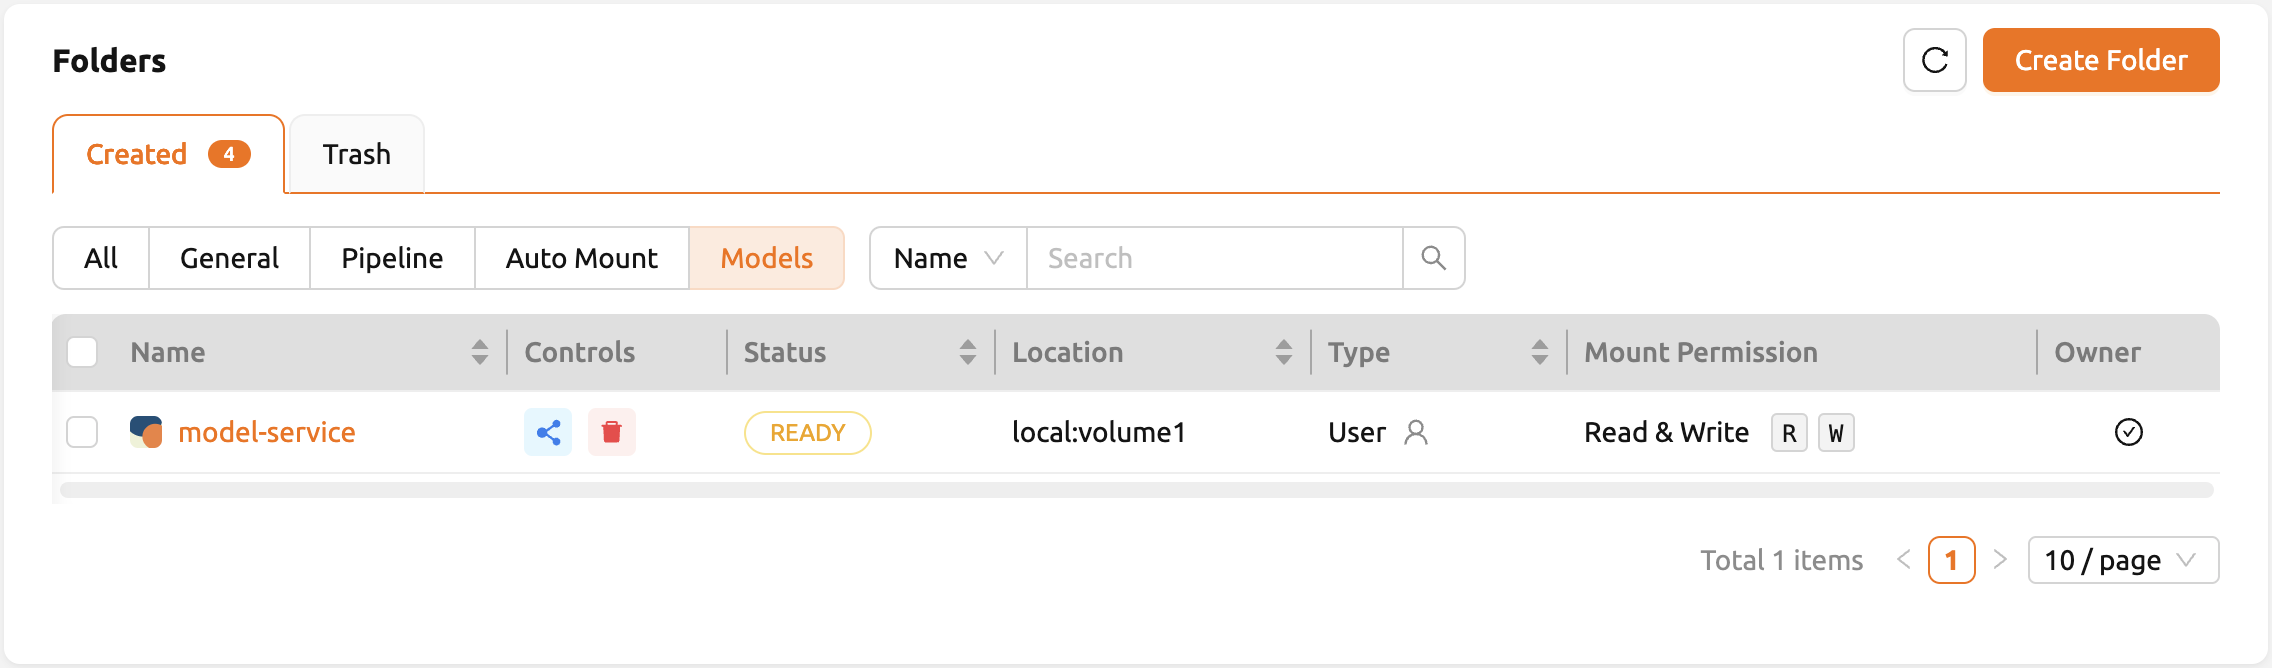 Folders
Create Folder
Created 4 Trash
All General Pipeline Auto Mount Models Name Search
Name Controls Status Location Type Mount Permission Owner
model-service READY local:volume1 User Read & Write R W
Total 1 items < 1 > 10 / page